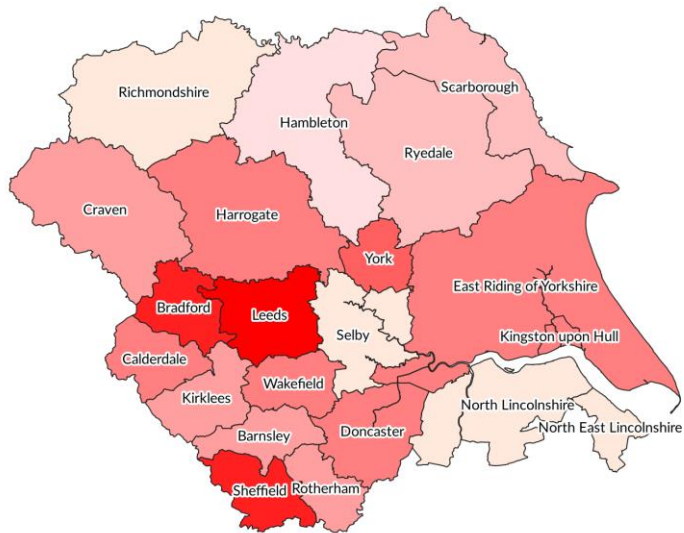 Scarborough
Richmondshire
Hambleton
Ryedale
Craven
Harrogate
York
East Riding of Yorkshire
Bradford
Leeds
Kingston upon Hull
Selby
Calderdale
Wakefield
Kirklees
North Lincolnshire
North East Lincolnshire
Barnsley
Doncaster
Sheffield
Rotherham